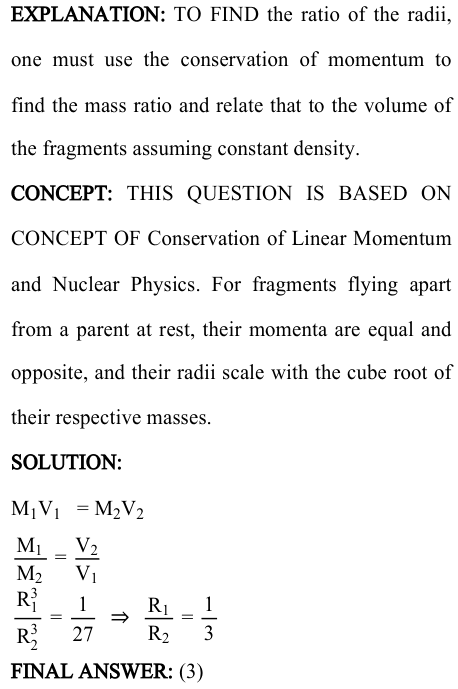 EXPLANATION: TO FIND the ratio of the radii,
one must use the conservation of momentum to
find the mass ratio and relate that to the volume of
the fragments assuming constant density.
CONCEPT: THIS QUESTION IS BASED ON
CONCEPT OF Conservation of Linear Momentum
and Nuclear Physics. For fragments flying apart
from a parent at rest, their momenta are equal and
opposite, and their radii scale with the cube root of
their respective masses.
SOLUTION:
M₁V₁ = M₂V₂
M₁/M₂ = V₂/V₁
R₁³/R₂³ = 1/27 ⇒ R₁/R₂ = 1/3
FINAL ANSWER: (3)